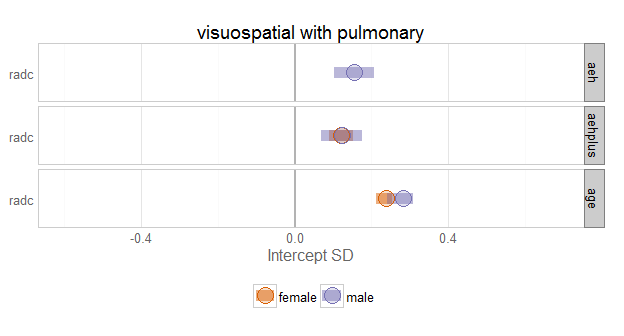 visuospatial with pulmonary
radc
aeh
radc
aehplus
radc
age
-0.4 0.0 0.4
Intercept SD
female male